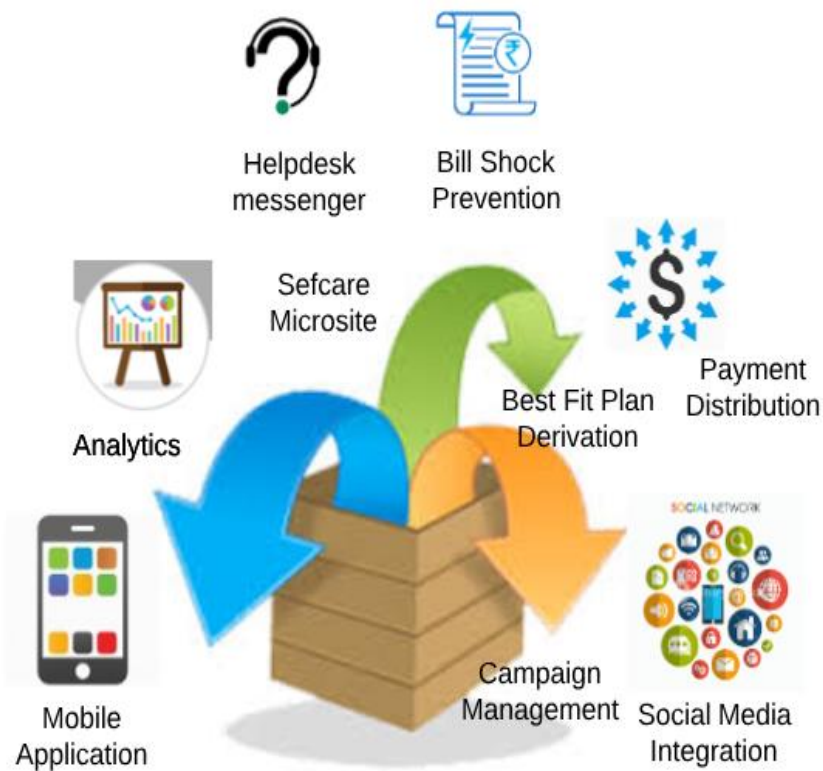 Helpdesk
messenger
Bill Shock
Prevention
₹
Sefcare
Microsite
$
Payment
Distribution
Best Fit Plan
Derivation
Analytics
SOCIAL NETWORK
Campaign
Management
Mobile
Application
Social Media
Integration